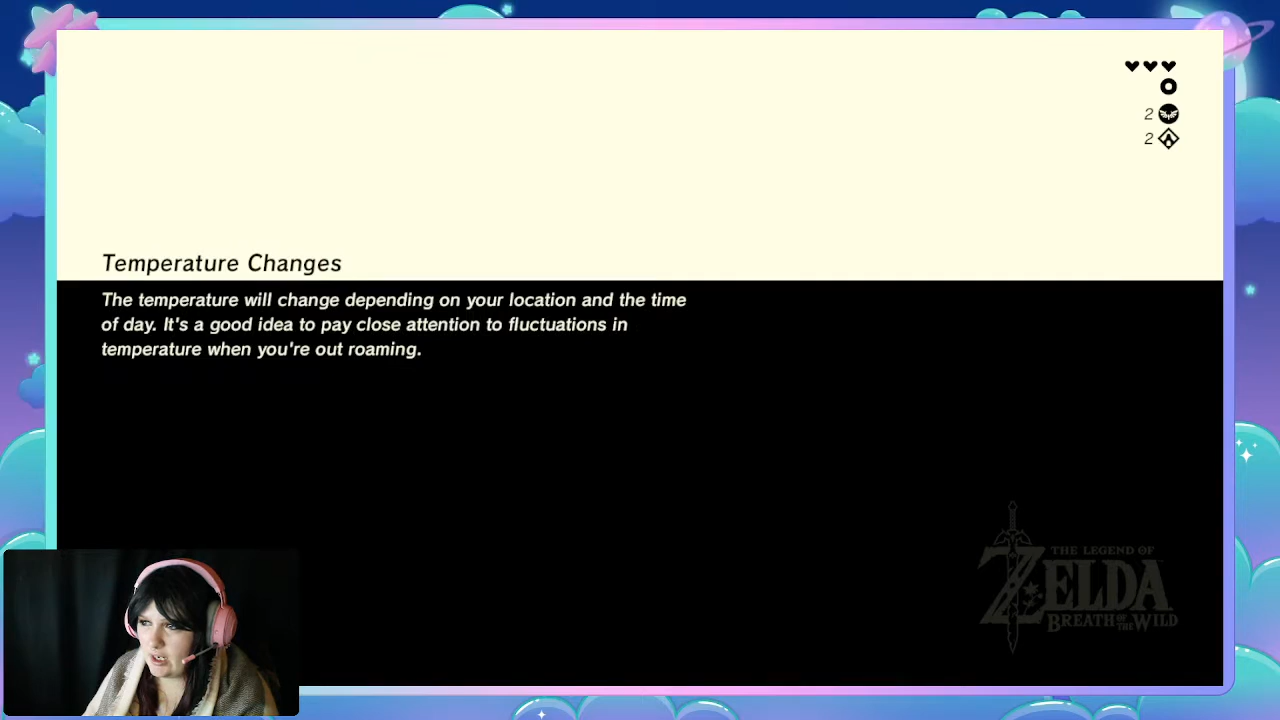 2
2
Temperature Changes
The temperature will change depending on your location and the time
of day. It's a good idea to pay close attention to fluctuations in
temperature when you're out roaming.
THE LEGEND OF
ZELDA
BREATH OF THE WILD